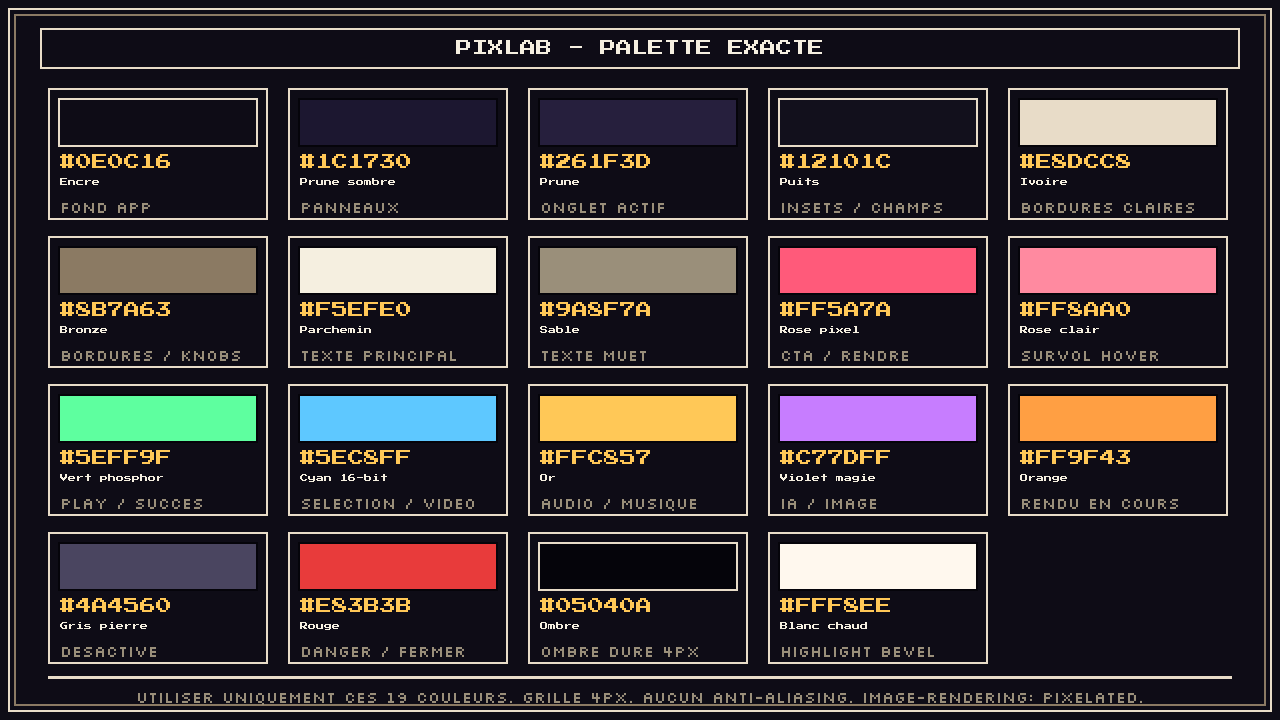 PIXLAB - PALETTE EXACTE
#0E0C16
Encre
FOND APP
#1C1730
Prune sombre
PANNEAUX
#261F3D
Prune
ONGLET ACTIF
#12101C
Puits
INSETS / CHAMPS
#E8DCC8
Ivoire
BORDURES CLAIRES
#8B7A63
Bronze
BORDURES / KNOBS
#F5EFE0
Parchemin
TEXTE PRINCIPAL
#9A8F7A
Sable
TEXTE MUET
#FF5A7A
Rose pixel
CTA / RENDRE
#FF8AA0
Rose clair
SURVOL HOVER
#5EFF9F
Vert phosphor
PLAY / SUCCES
#5EC8FF
Cyan 16-bit
SELECTION / VIDEO
#FFC857
Or
AUDIO / MUSIQUE
#C77DFF
Violet magie
IA / IMAGE
#FF9F43
Orange
RENDU EN COURS
#4A4560
Gris pierre
DESACTIVE
#E83B3B
Rouge
DANGER / FERMER
#05040A
Ombre
OMBRE DURE 4PX
#FFF8EE
Blanc chaud
HIGHLIGHT BEVEL
UTILISER UNIQUEMENT CES 19 COULEURS. GRILLE 4PX. AUCUN ANTI-ALIASING. IMAGE-RENDERING: PIXELATED.